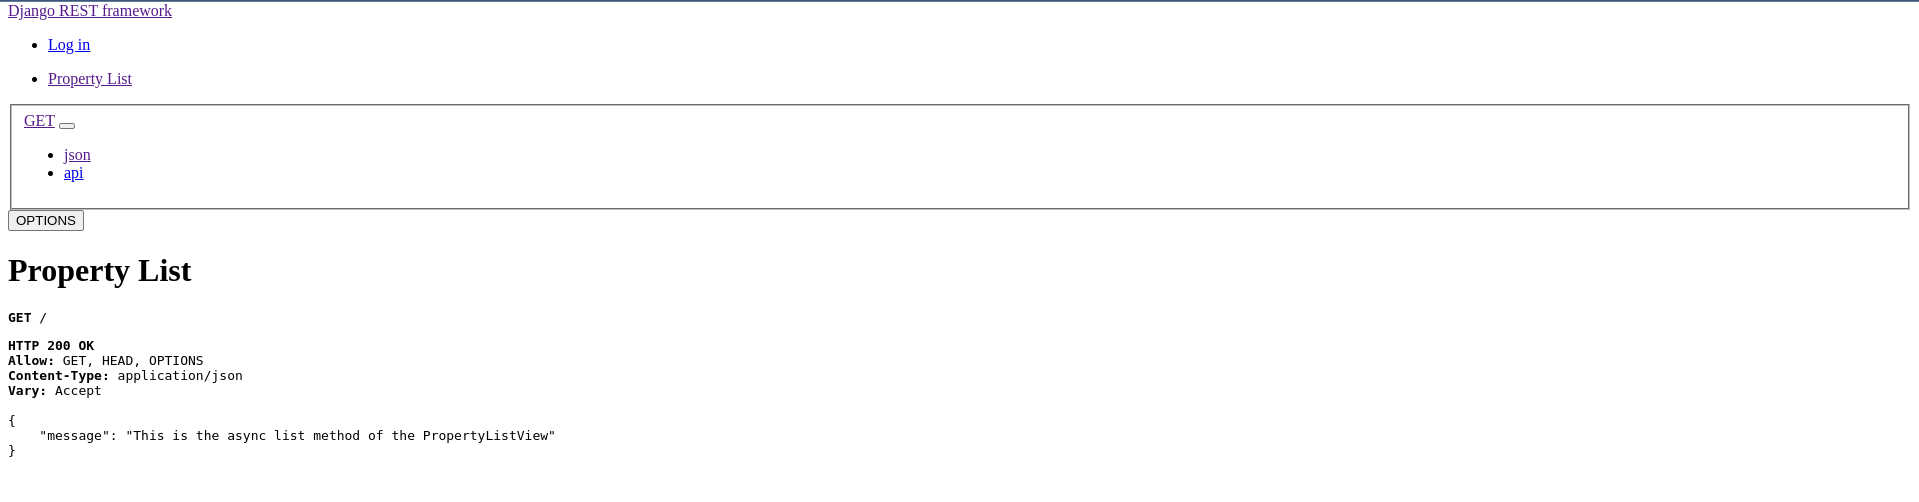 Django REST framework
Log in
Property List
GET
json
api
OPTIONS
Property List
GET /
HTTP 200 OK
Allow: GET, HEAD, OPTIONS
Content-Type: application/json
Vary: Accept
{
    "message": "This is the async list method of the PropertyListView"
}